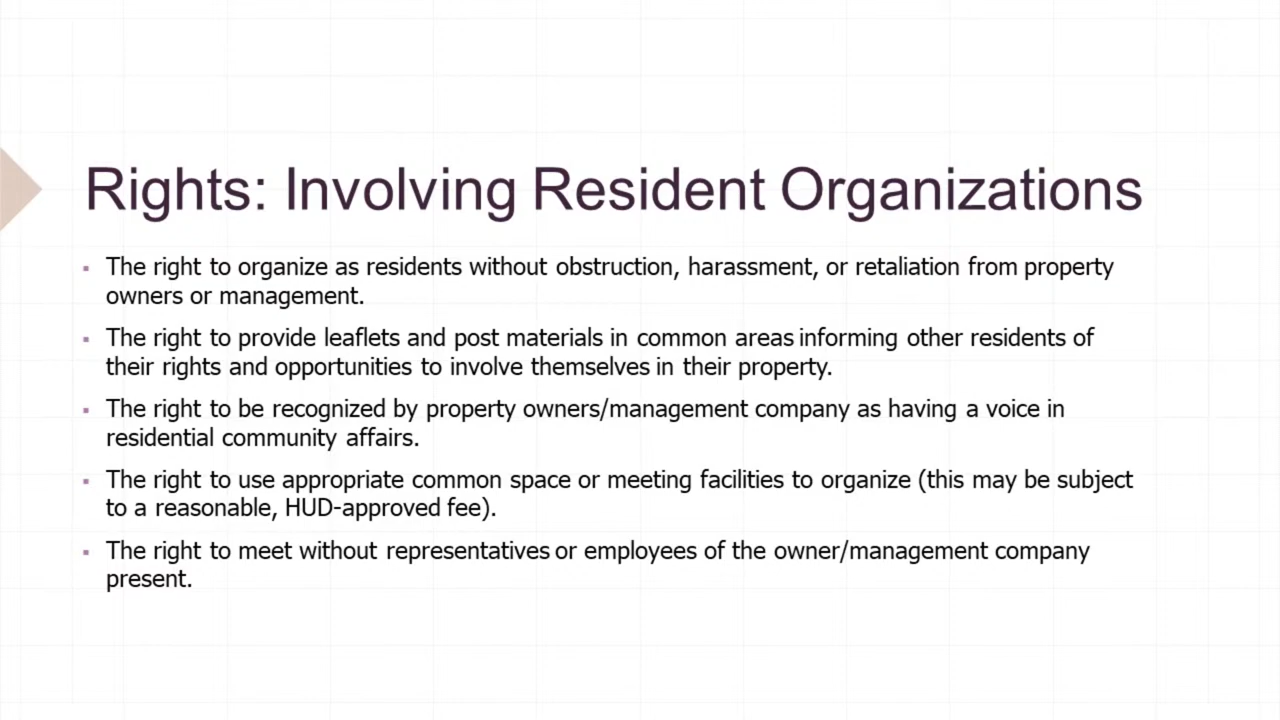 Rights: Involving Resident Organizations
▪ The right to organize as residents without obstruction, harassment, or retaliation from property
owners or management.
▪ The right to provide leaflets and post materials in common areas informing other residents of
their rights and opportunities to involve themselves in their property.
▪ The right to be recognized by property owners/management company as having a voice in
residential community affairs.
▪ The right to use appropriate common space or meeting facilities to organize (this may be subject
to a reasonable, HUD-approved fee).
▪ The right to meet without representatives or employees of the owner/management company
present.